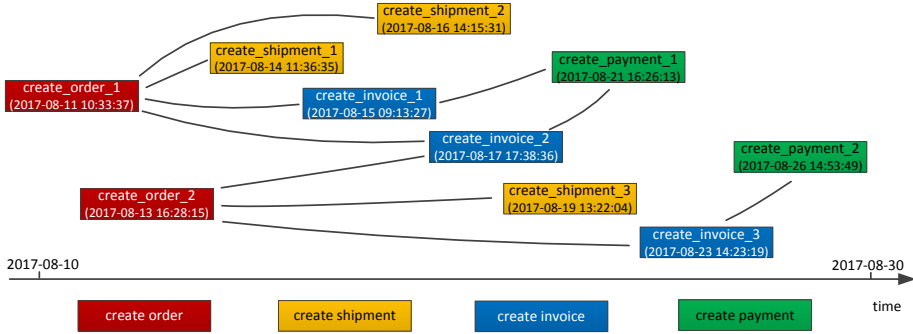 create_shipment_2
(2017-08-16 14:15:31)
create_shipment_1
(2017-08-14 11:36:35)
create_payment_1
(2017-08-21 16:26:13)
create_order_1
(2017-08-11 10:33:37)
create_invoice_1
(2017-08-15 09:13:27)
create_invoice_2
(2017-08-17 17:38:36)
create_payment_2
(2017-08-26 14:53:49)
create_order_2
(2017-08-13 16:28:15)
create_shipment_3
(2017-08-19 13:22:04)
create_invoice_3
(2017-08-23 14:23:19)
2017-08-10
2017-08-30
time
create order
create shipment
create invoice
create payment